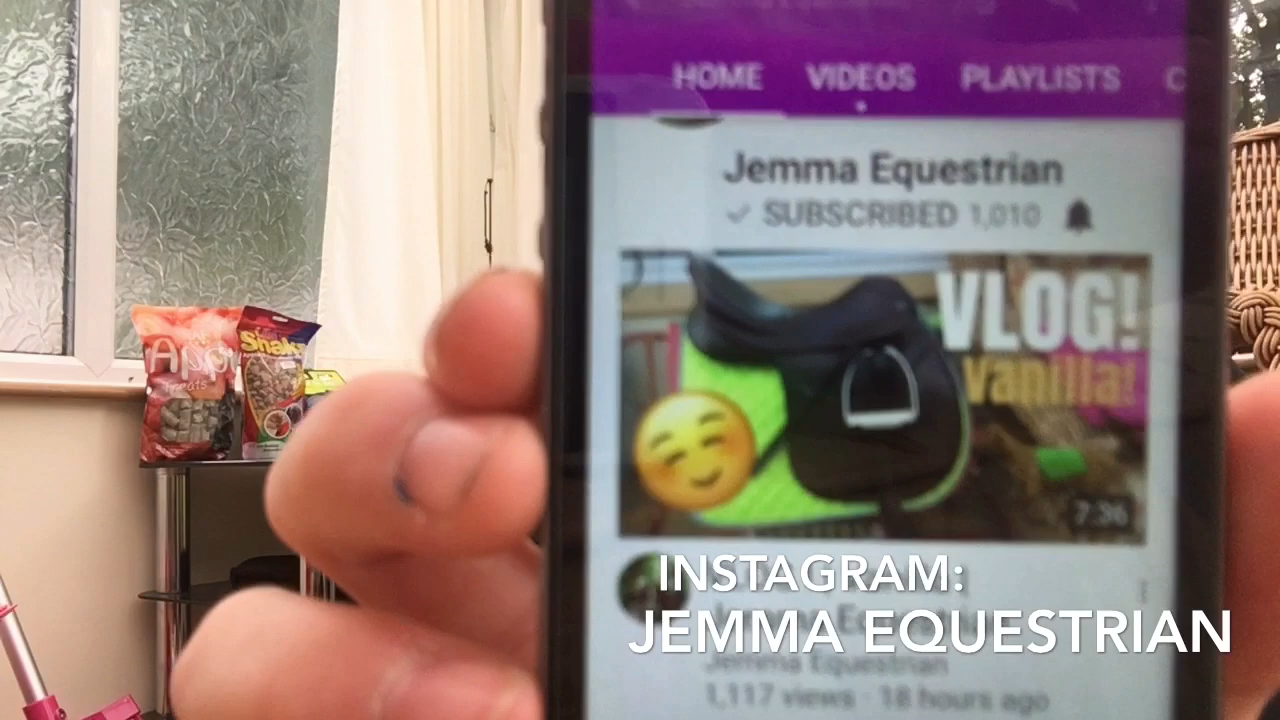 HOME VIDEOS PLAYLISTS C
Jemma Equestrian
✓ SUBSCRIBED 1,010
VLOG!
vanilla!
7:36
Treats
Shak
INSTAGRAM:
JEMMA EQUESTRIAN
Jemma Equestrian
1,117 views · 18 hours ago